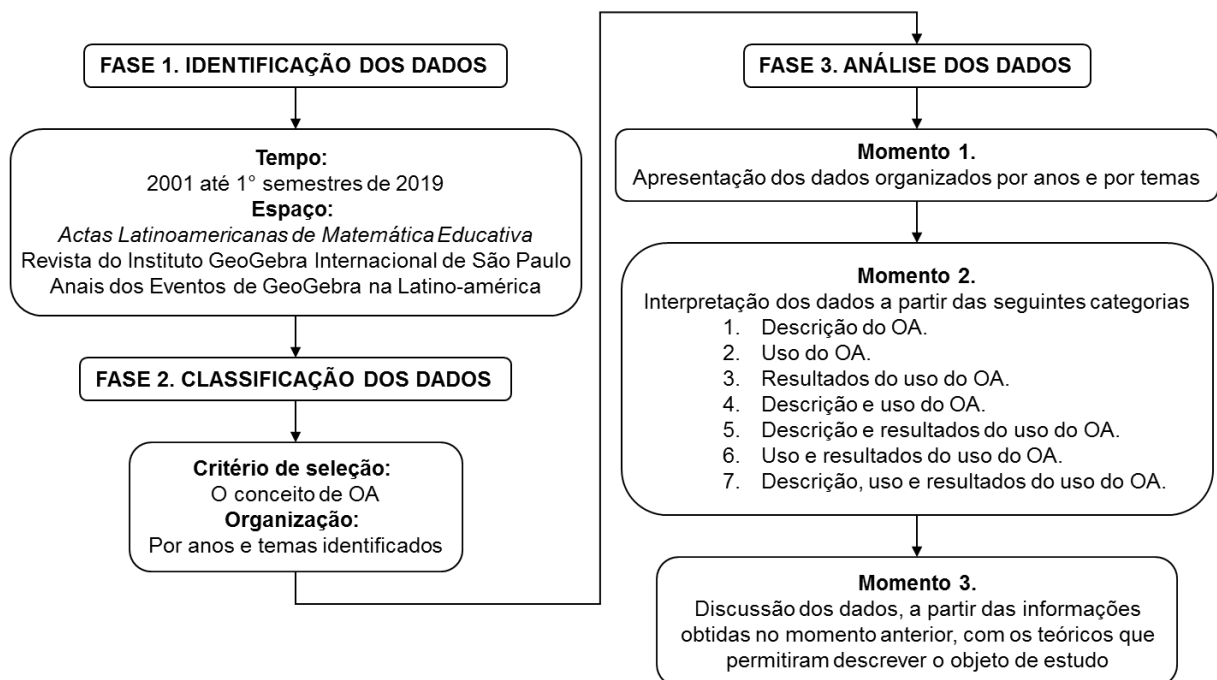 FASE 1. IDENTIFICAÇÃO DOS DADOS
Tempo:
2001 até 1° semestres de 2019
Espaço:
Actas Latinoamericanas de Matemática Educativa
Revista do Instituto GeoGebra Internacional de São Paulo
Anais dos Eventos de GeoGebra na Latino-américa
FASE 2. CLASSIFICAÇÃO DOS DADOS
Critério de seleção:
O conceito de OA
Organização:
Por anos e temas identificados
FASE 3. ANÁLISE DOS DADOS
Momento 1.
Apresentação dos dados organizados por anos e por temas
Momento 2.
Interpretação dos dados a partir das seguintes categorias
1. Descrição do OA.
2. Uso do OA.
3. Resultados do uso do OA.
4. Descrição e uso do OA.
5. Descrição e resultados do uso do OA.
6. Uso e resultados do uso do OA.
7. Descrição, uso e resultados do uso do OA.
Momento 3.
Discussão dos dados, a partir das informações
obtidas no momento anterior, com os teóricos que
permitiram descrever o objeto de estudo